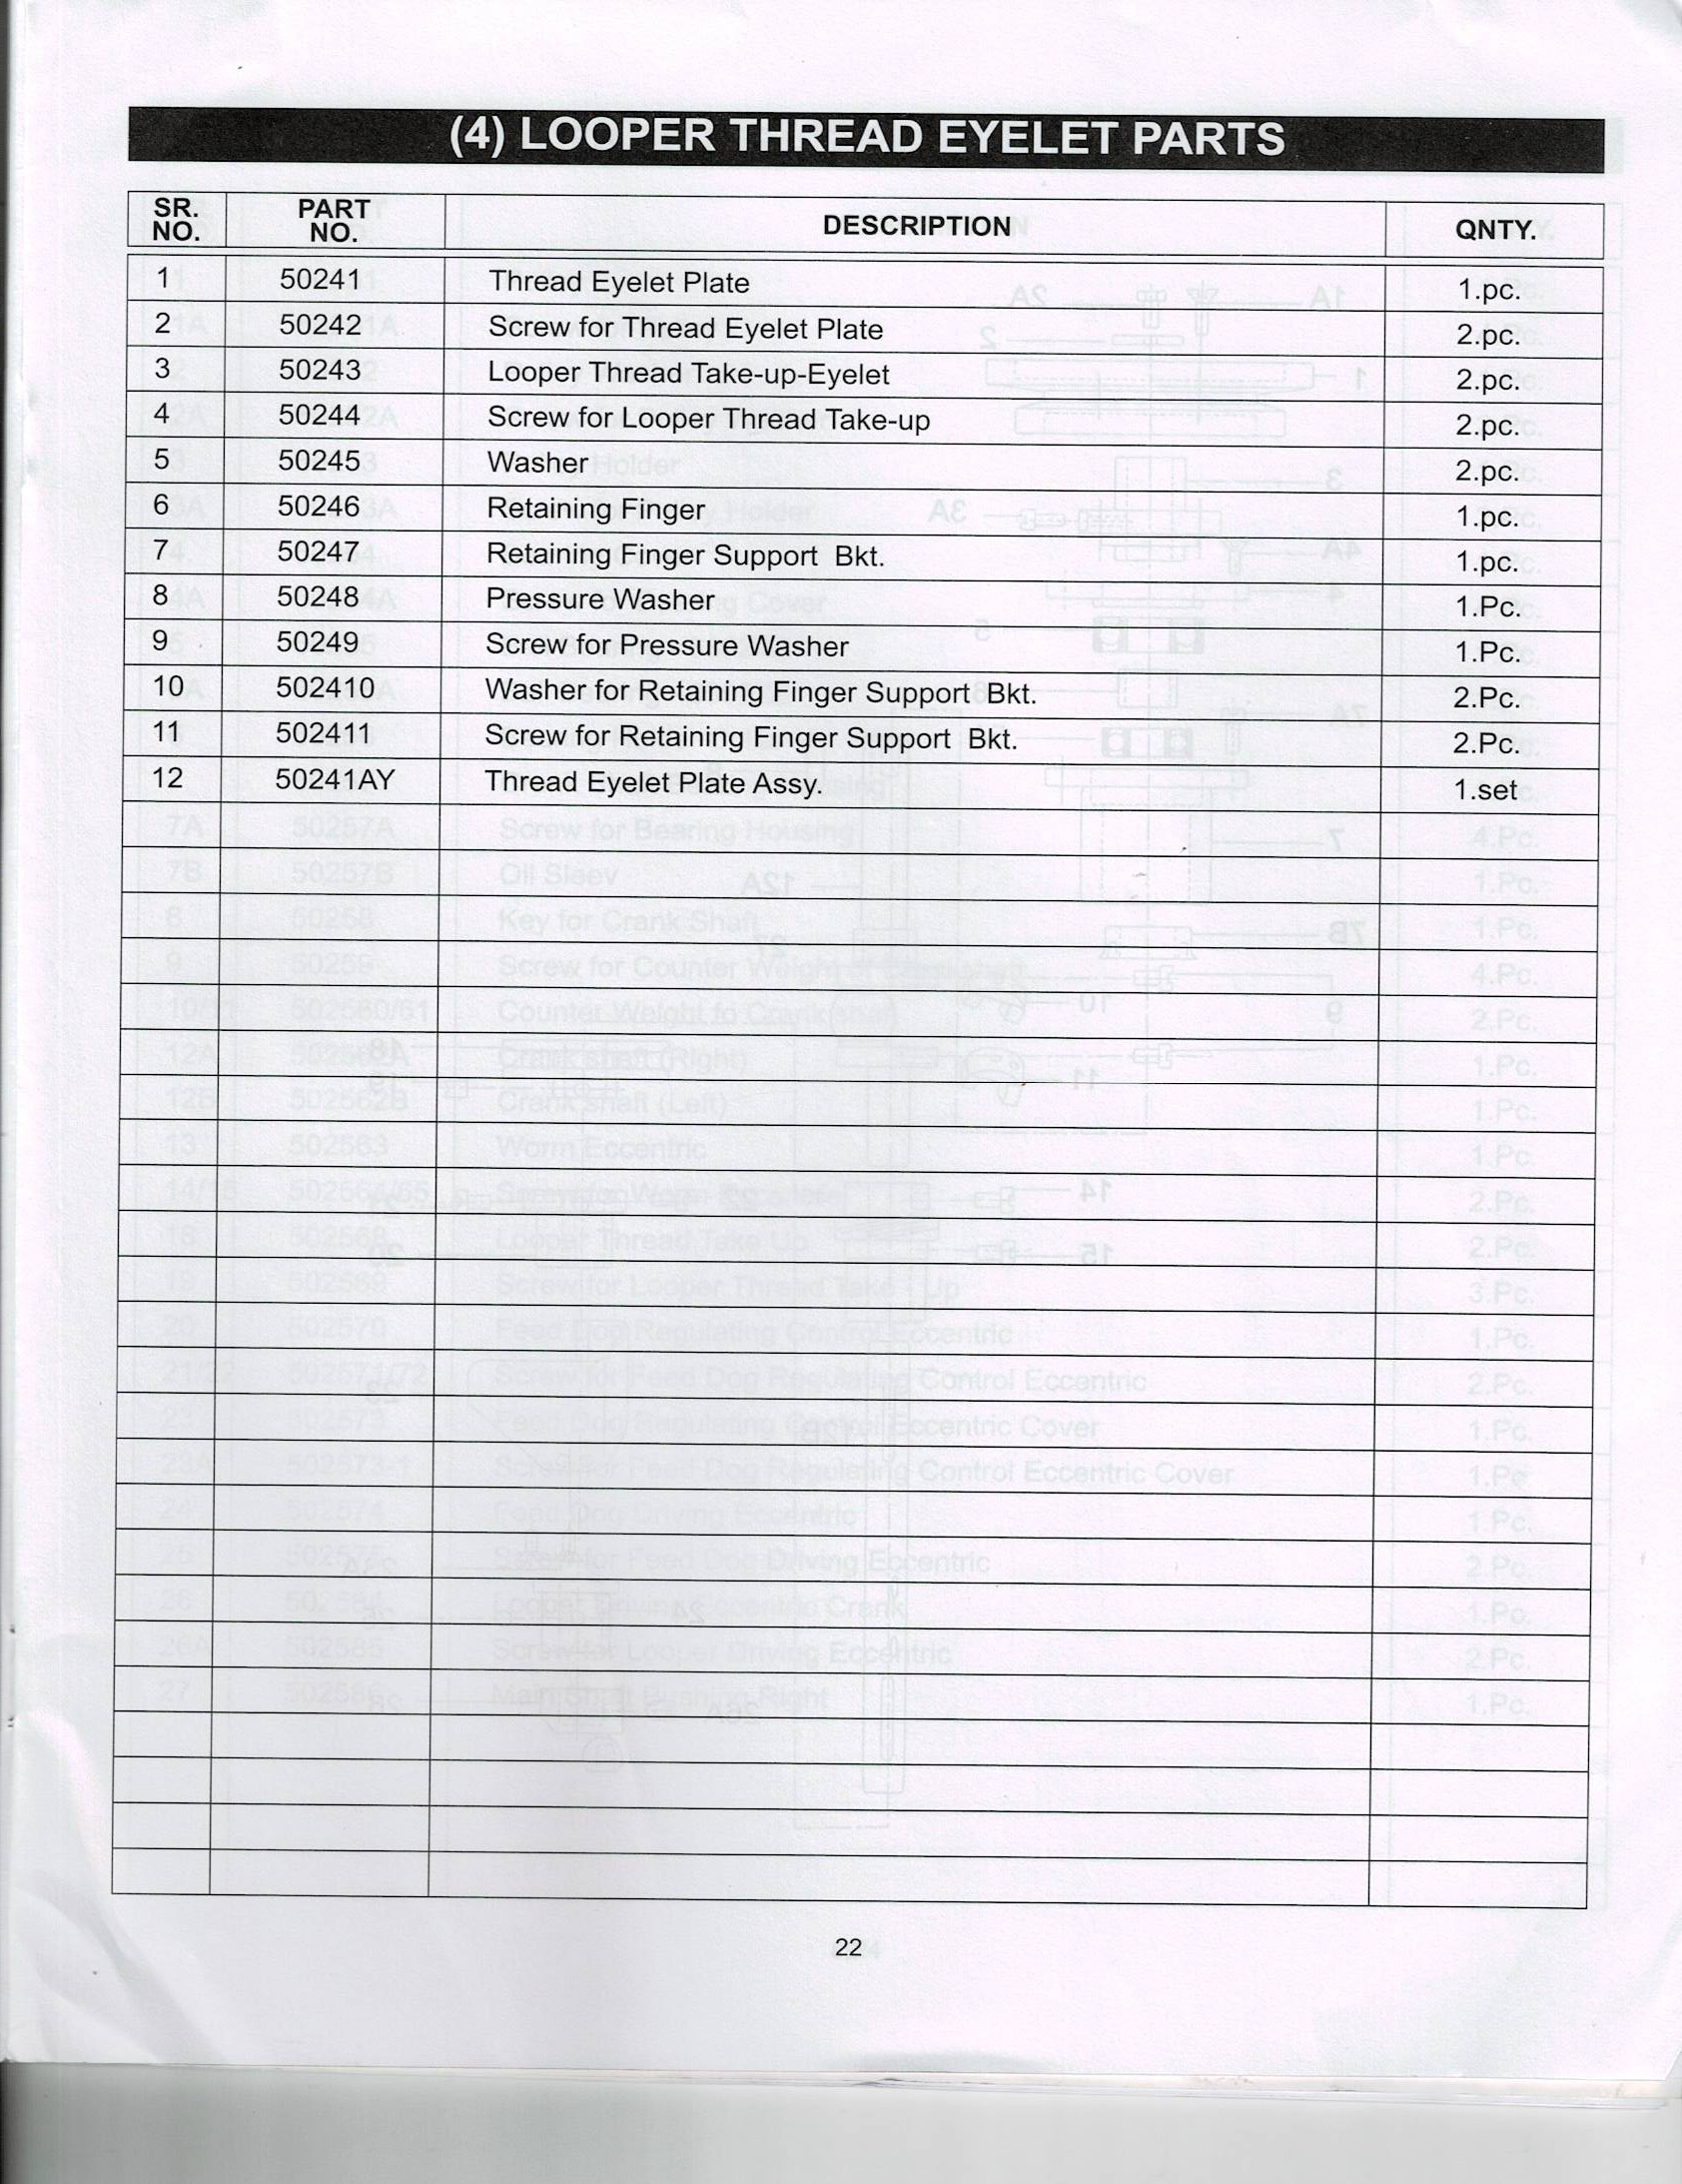 (4) LOOPER THREAD EYELET PARTS
SR. NO. PART NO. DESCRIPTION QNTY.
1 50241 Thread Eyelet Plate 1.pc.
2 50242 Screw for Thread Eyelet Plate 2.pc.
3 50243 Looper Thread Take-up-Eyelet 2.pc.
4 50244 Screw for Looper Thread Take-up 2.pc.
5 50245 Washer 2.pc.
6 50246 Retaining Finger 1.pc.
7 50247 Retaining Finger Support Bkt. 1.pc.
8 50248 Pressure Washer 1.Pc.
9 50249 Screw for Pressure Washer 1.Pc.
10 502410 Washer for Retaining Finger Support Bkt. 2.Pc.
11 502411 Screw for Retaining Finger Support Bkt. 2.Pc.
12 50241AY Thread Eyelet Plate Assy. 1.set
22